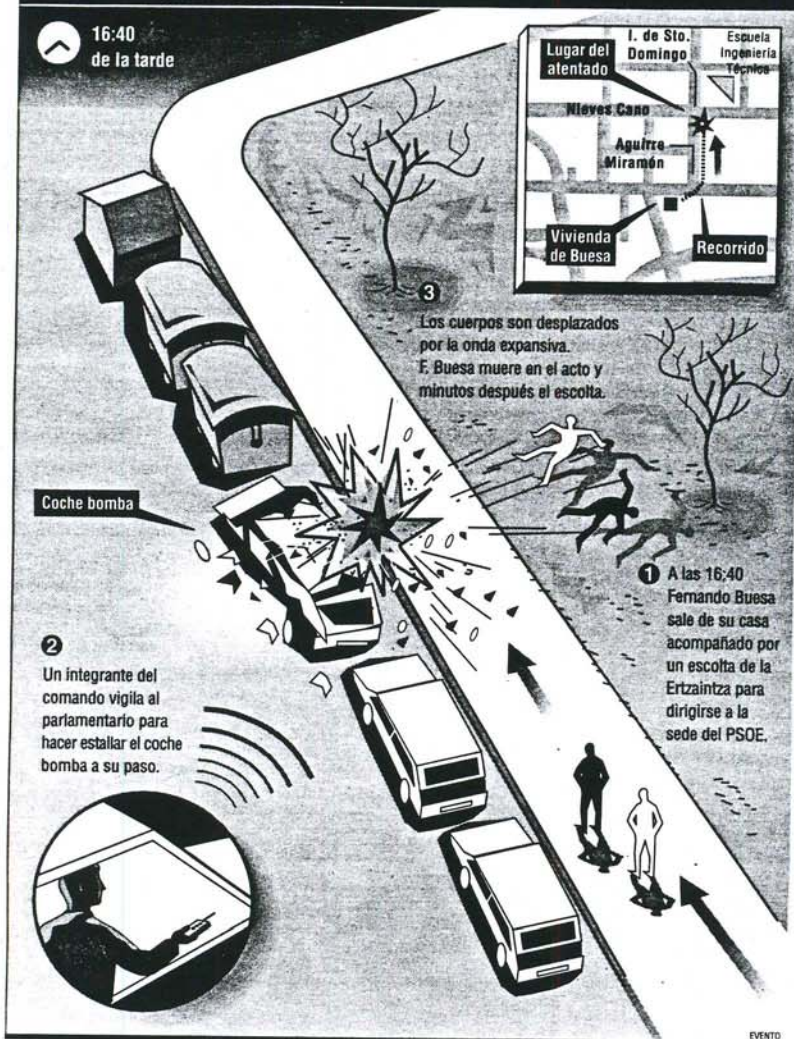 16:40
de la tarde
I. de Sto.
Domingo
Escuela
Ingeniería
Técnica
Lugar del
atentado
Nieves Cano
Aguirre
Miramón
Vivienda
de Buesa
Recorrido
3
Los cuerpos son desplazados
por la onda expansiva.
F. Buesa muere en el acto y
minutos después el escolta.
Coche bomba
1 A las 16:40
Fernando Buesa
sale de su casa
acompañado por
un escolta de la
Ertzaintza para
dirigirse a la
sede del PSOE.
2
Un integrante del
comando vigila al
parlamentario para
hacer estallar el coche
bomba a su paso.
EVENTO